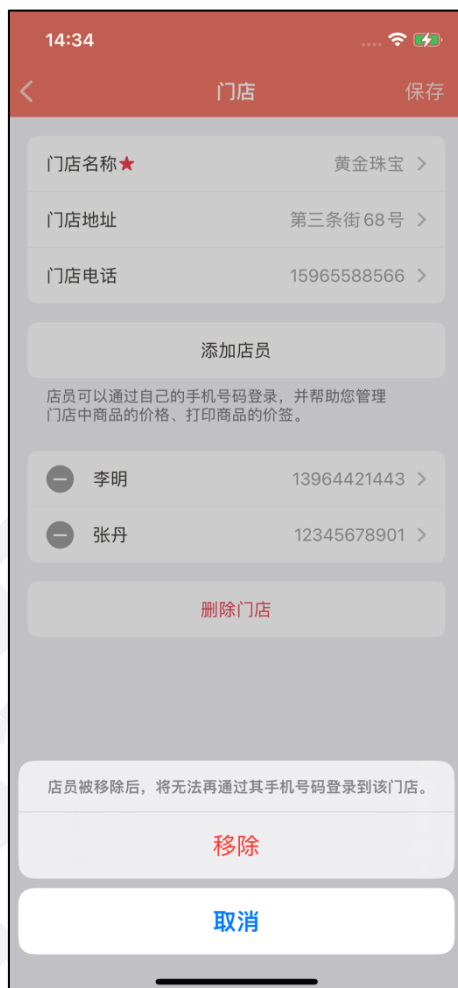 14:34
门店
保存
门店名称★ 黄金珠宝
门店地址 第三条街68号
门店电话 15965588566
添加店员
店员可以通过自己的手机号码登录，并帮助您管理
门店中商品的价格、打印商品的价签。
李明 13964421443
张丹 12345678901
删除门店
店员被移除后，将无法再通过其手机号码登录到该门店。
移除
取消